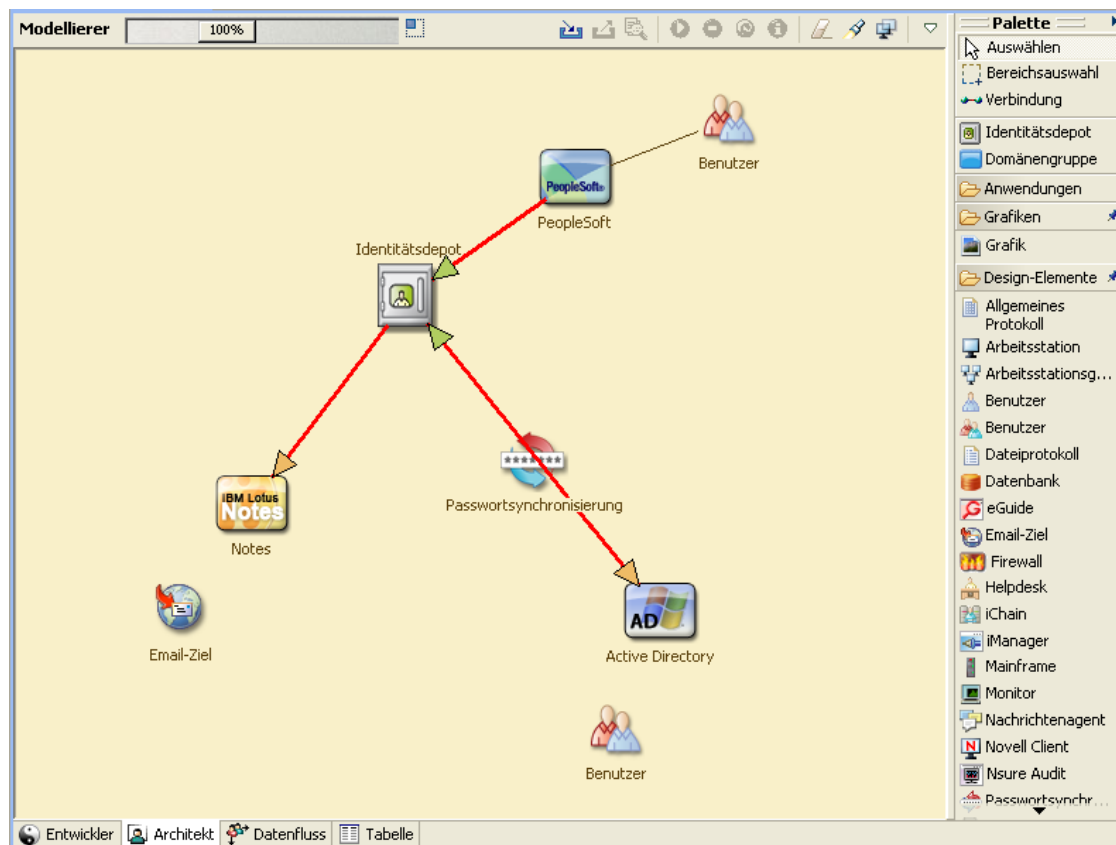 Modellierer
100%
Palette
Auswählen
Bereichsauswahl
Verbindung
Identitätsdepot
Domänengruppe
Anwendungen
Grafiken
Grafik
Design-Elemente
Allgemeines
Protokoll
Arbeitsstation
Arbeitsstationsg...
Benutzer
Benutzer
Dateiprotokoll
Datenbank
eGuide
Email-Ziel
Firewall
Helpdesk
iChain
iManager
Mainframe
Monitor
Nachrichtenagent
Novell Client
Nsure Audit
Passwortsynchr...
Benutzer
PeopleSoft®
PeopleSoft
Identitätsdepot
*******
Passwortsynchronisierung
IBM Lotus
Notes
Notes
Email-Ziel
AD
Active Directory
Benutzer
Entwickler
Architekt
Datenfluss
Tabelle